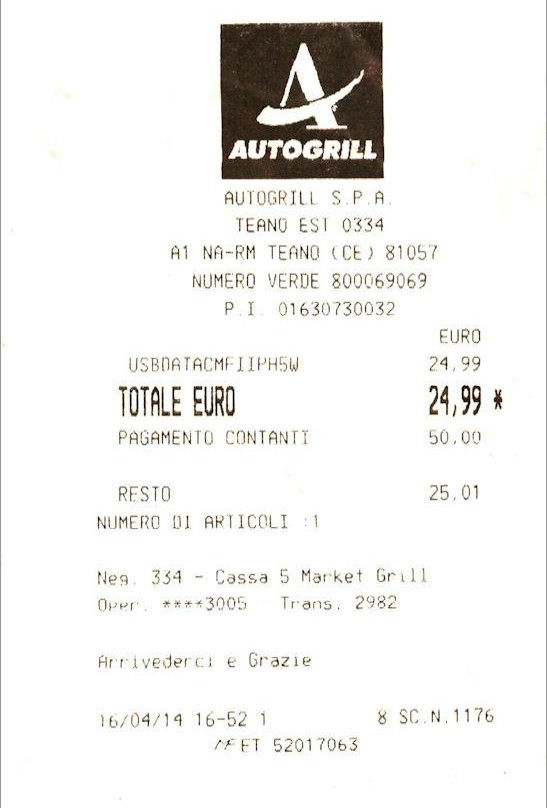 AUTOGRILL
AUTOGRILL S.P.A.
TEANO EST 0334
A1 NA-RM TEANO (CE) 81057
NUMERO VERDE 800069069
P.I. 01630730032
EURO
USBDATACMFIIPH5W 24,99
TOTALE EURO 24,99 *
PAGAMENTO CONTANTI 50,00
RESTO 25,01
NUMERO DI ARTICOLI :1
Neg. 334 - Cassa 5 Market Grill
Oper. ****3005 Trans. 2982
Arrivederci e Grazie
16/04/14 16-52 1 8 SC.N.1176
ET 52017063